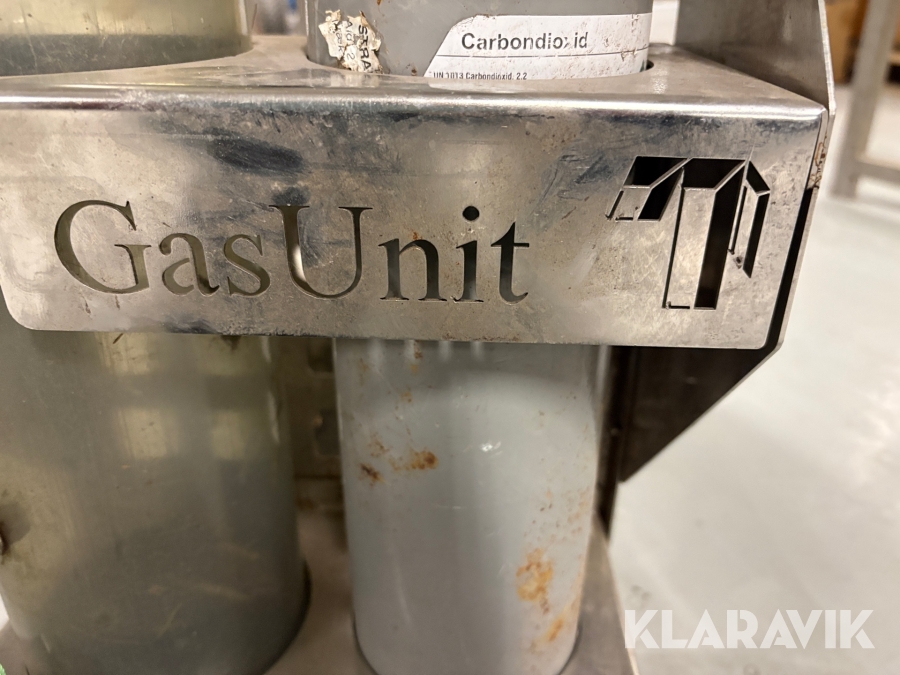 Carbondioxid
UN 1013 Carbondioxid, 2.2
GasUnit
KLARAVIK